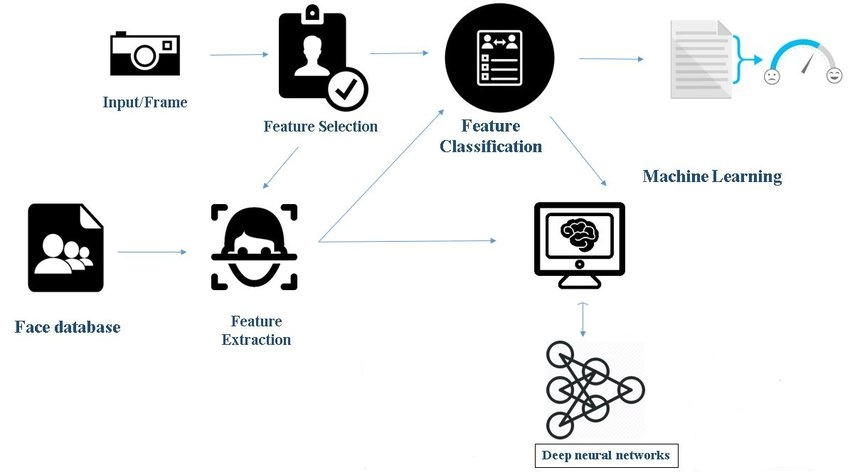 Input/Frame
Feature Selection
Feature
Classification
Machine Learning
Face database
Feature
Extraction
Deep neural networks